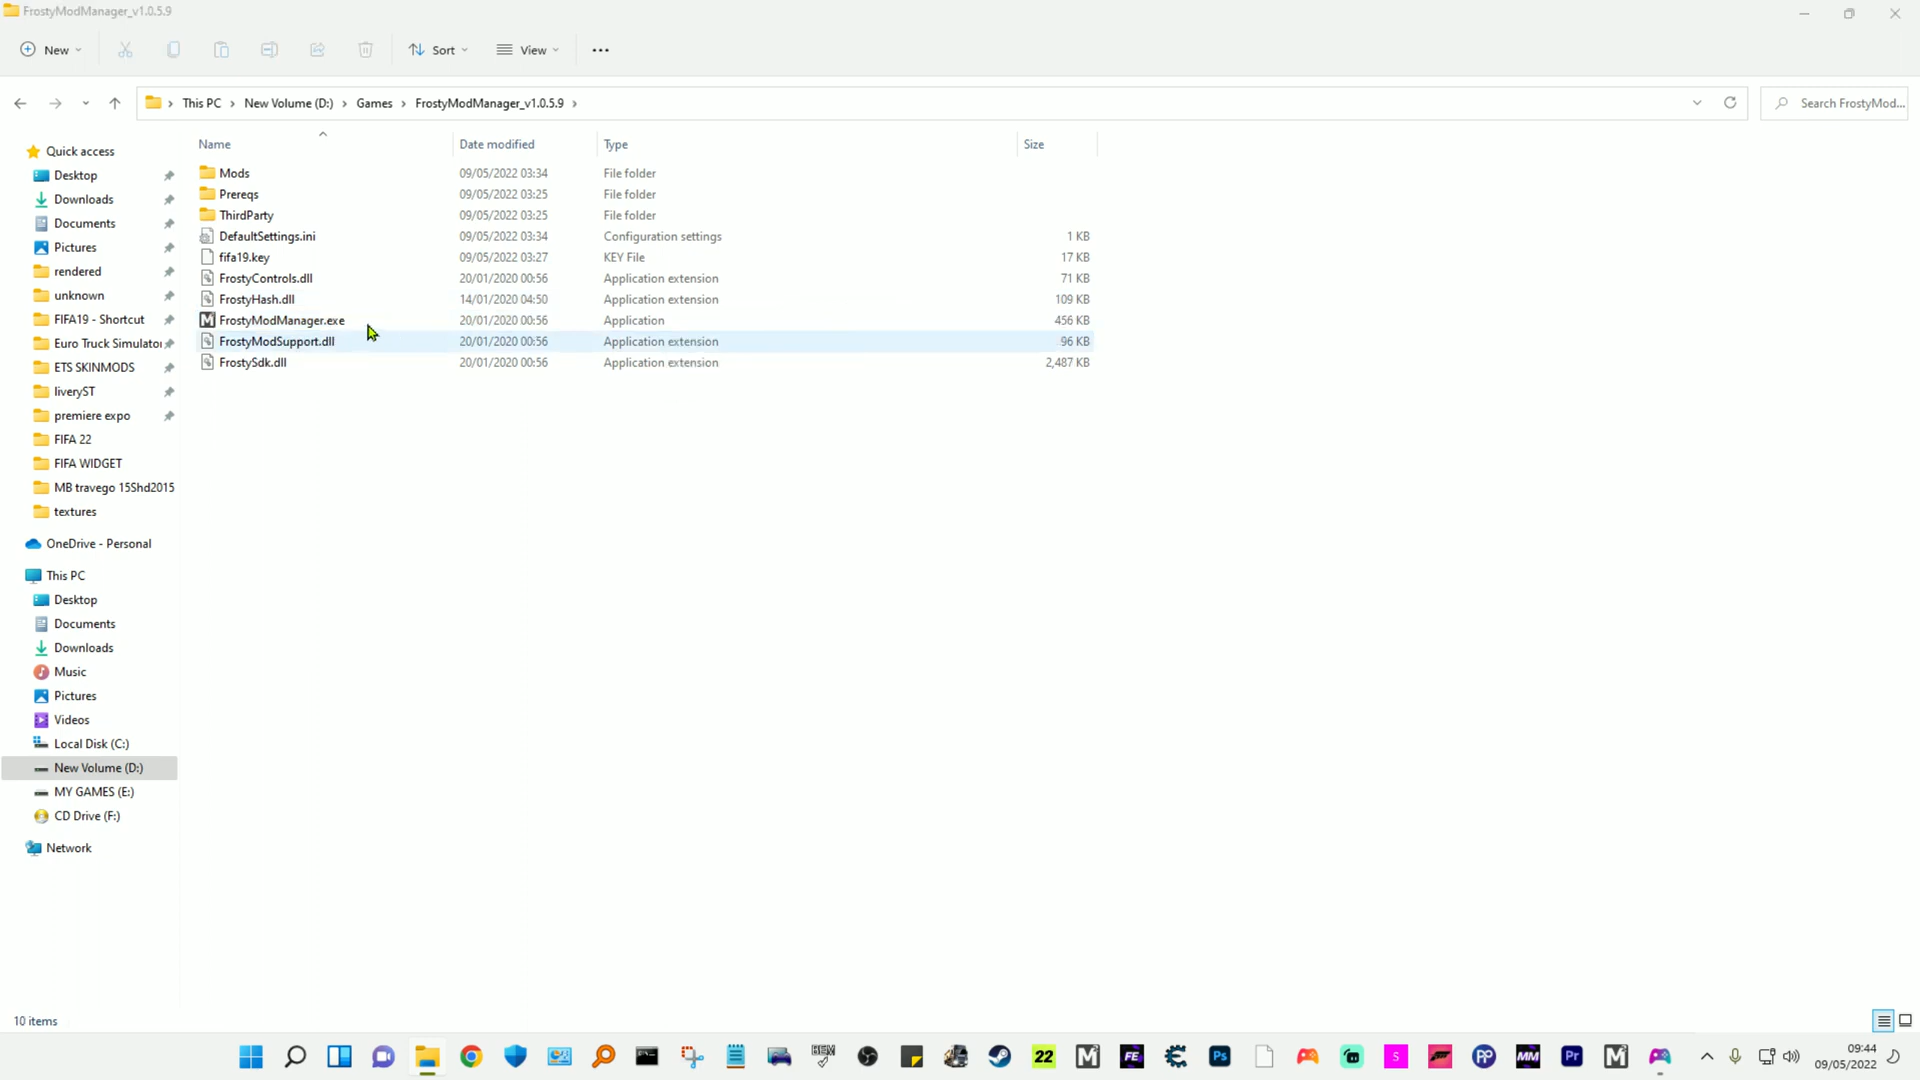 FrostyModManager_v1.0.5.9
New
Sort
View
This PC > New Volume (D:) > Games > FrostyModManager_v1.0.5.9 >
Search FrostyMod...
Name Date modified Type Size
Mods 09/05/2022 03:34 File folder
Prereqs 09/05/2022 03:25 File folder
ThirdParty 09/05/2022 03:25 File folder
DefaultSettings.ini 09/05/2022 03:34 Configuration settings 1 KB
fifa19.key 09/05/2022 03:27 KEY File 17 KB
FrostyControls.dll 20/01/2020 00:56 Application extension 71 KB
FrostyHash.dll 14/01/2020 04:50 Application extension 109 KB
FrostyModManager.exe 20/01/2020 00:56 Application 456 KB
FrostyModSupport.dll 20/01/2020 00:56 Application extension 96 KB
FrostySdk.dll 20/01/2020 00:56 Application extension 2,487 KB
Quick access
Desktop
Downloads
Documents
Pictures
rendered
unknown
FIFA19 - Shortcut
Euro Truck Simulator
ETS SKINMODS
liveryST
premiere expo
FIFA 22
FIFA WIDGET
MB travego 15Shd2015
textures
OneDrive - Personal
This PC
Desktop
Documents
Downloads
Music
Pictures
Videos
Local Disk (C:)
New Volume (D:)
MY GAMES (E:)
CD Drive (F:)
Network
10 items
22
M
FE
Ps
S
PP
MM
Pr
M
09:44
09/05/2022